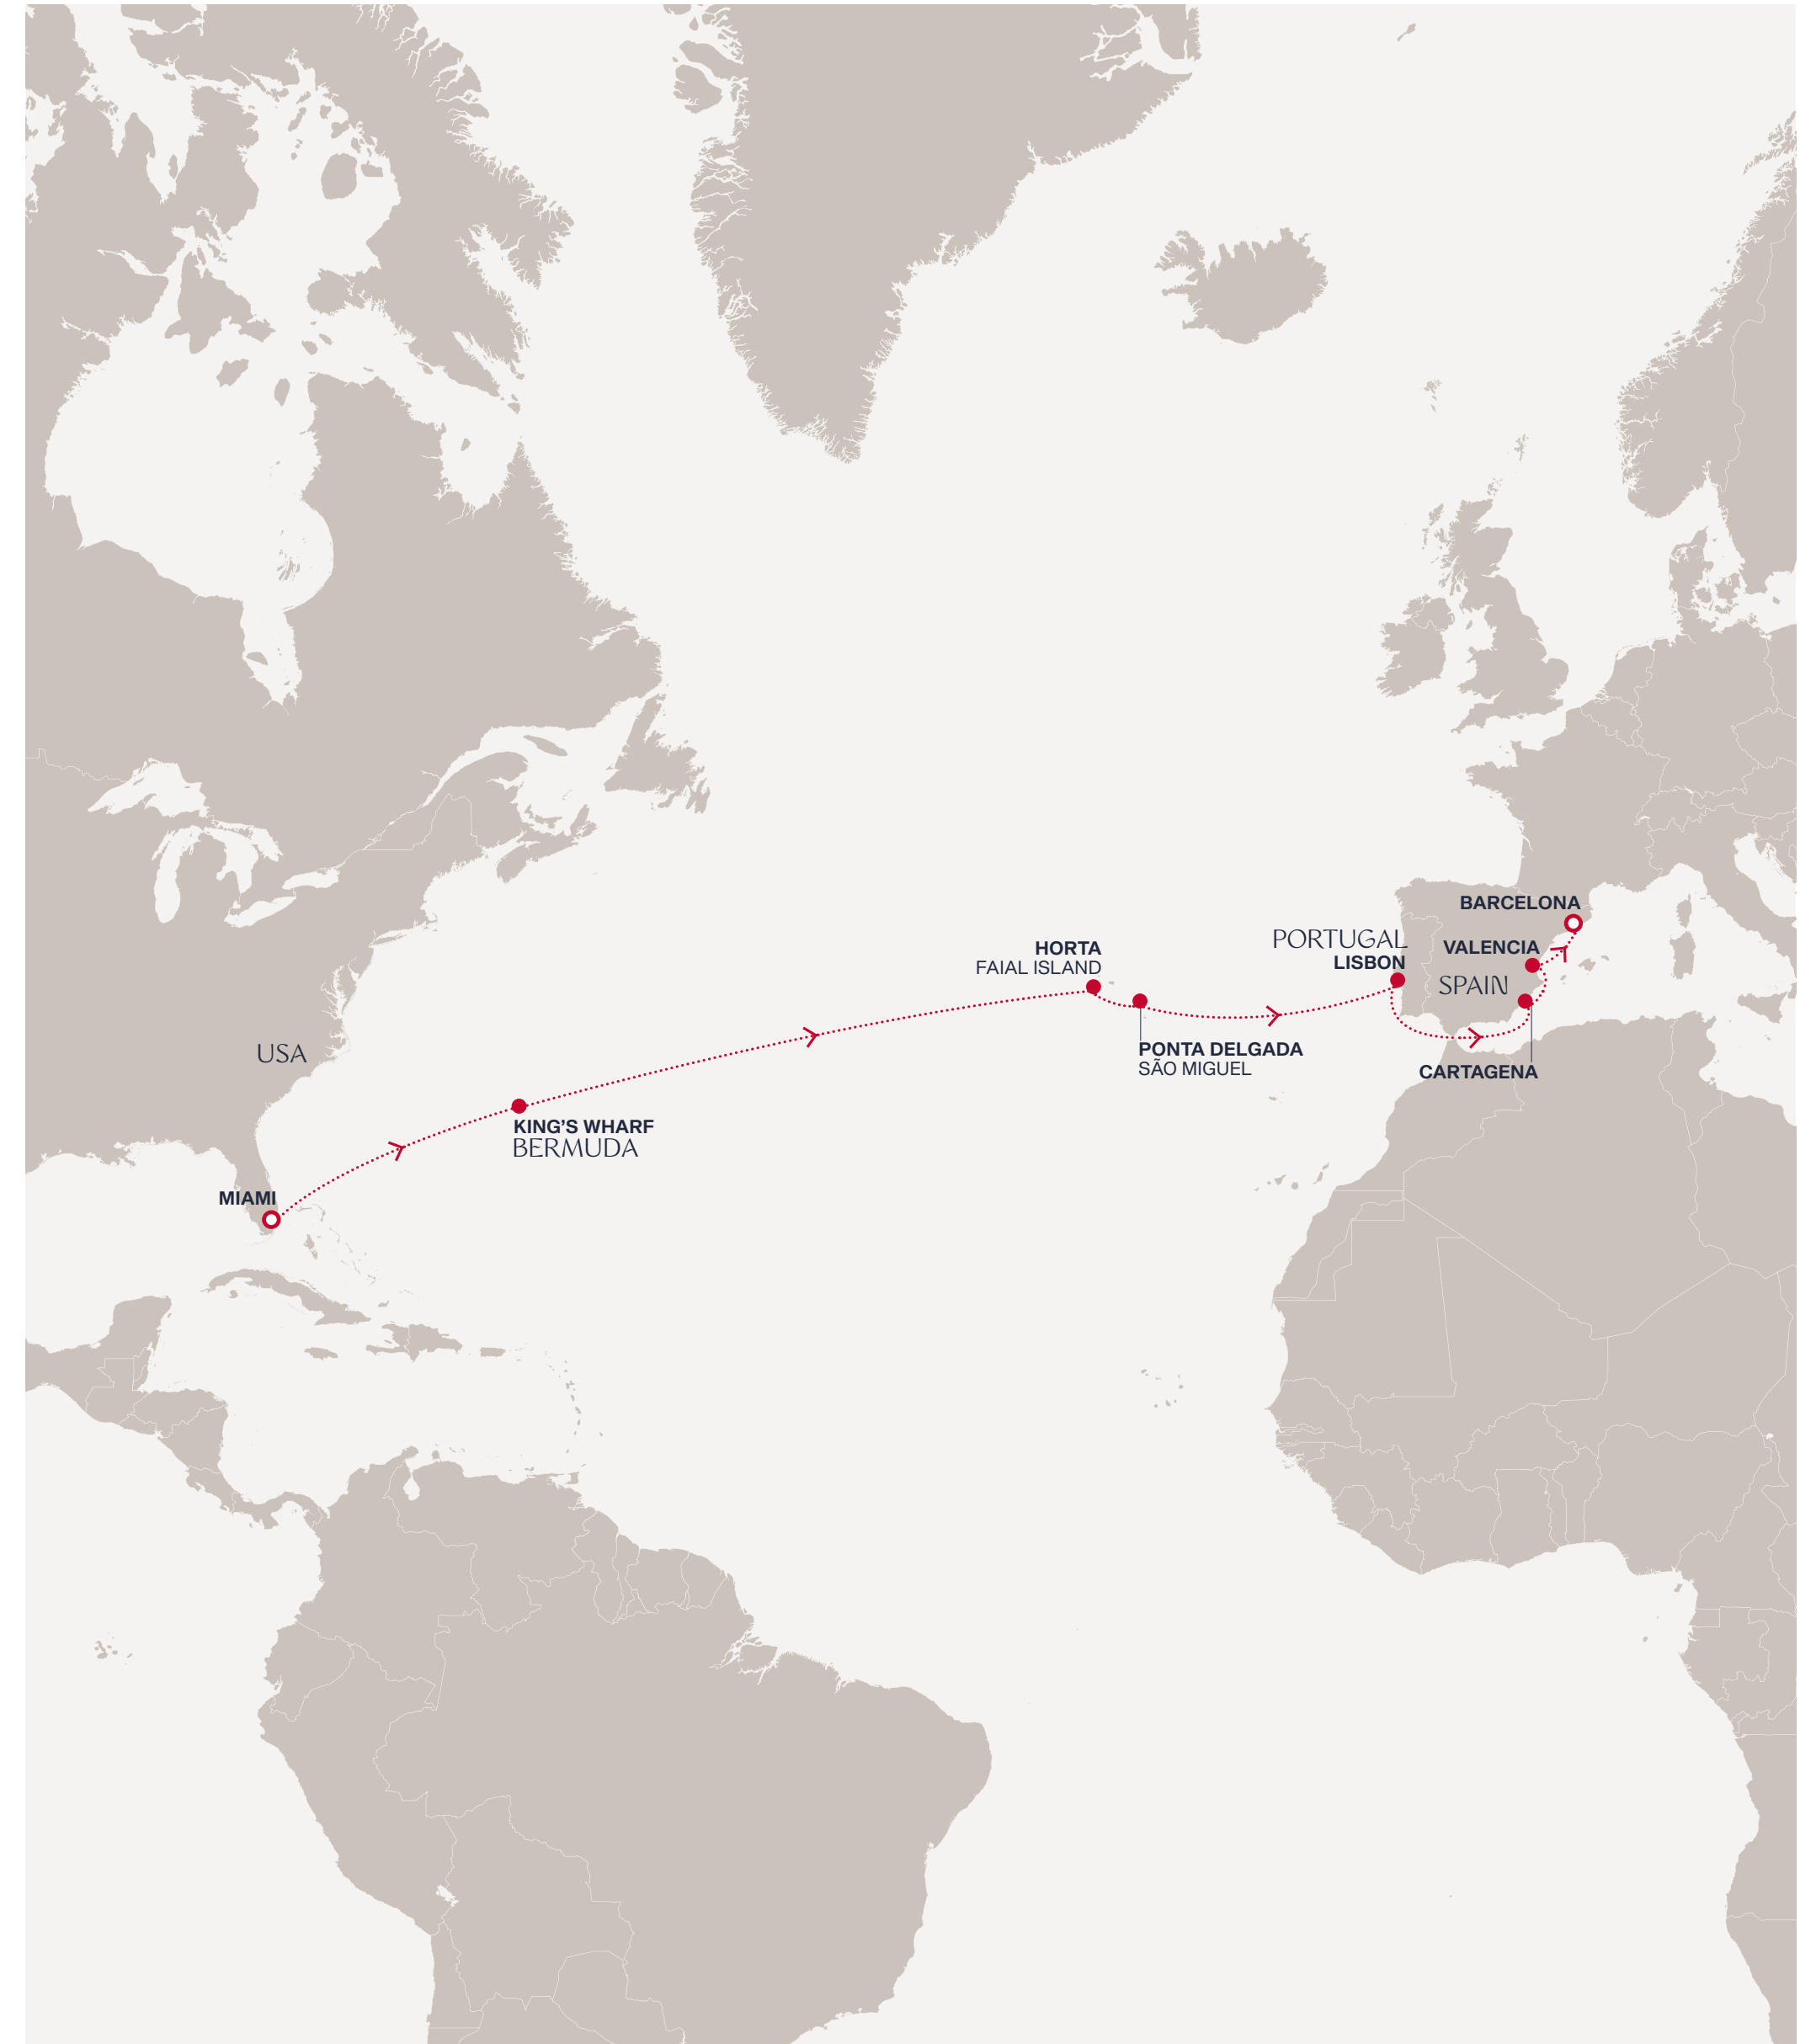 BARCELONA
PORTUGAL
VALENCIA
HORTA
LISBON
FAIAL ISLAND
SPAIN
PONTA DELGADA
USA
SÃO MIGUEL
CARTAGENA
KING’S WHARF
BERMUDA
MIAMI